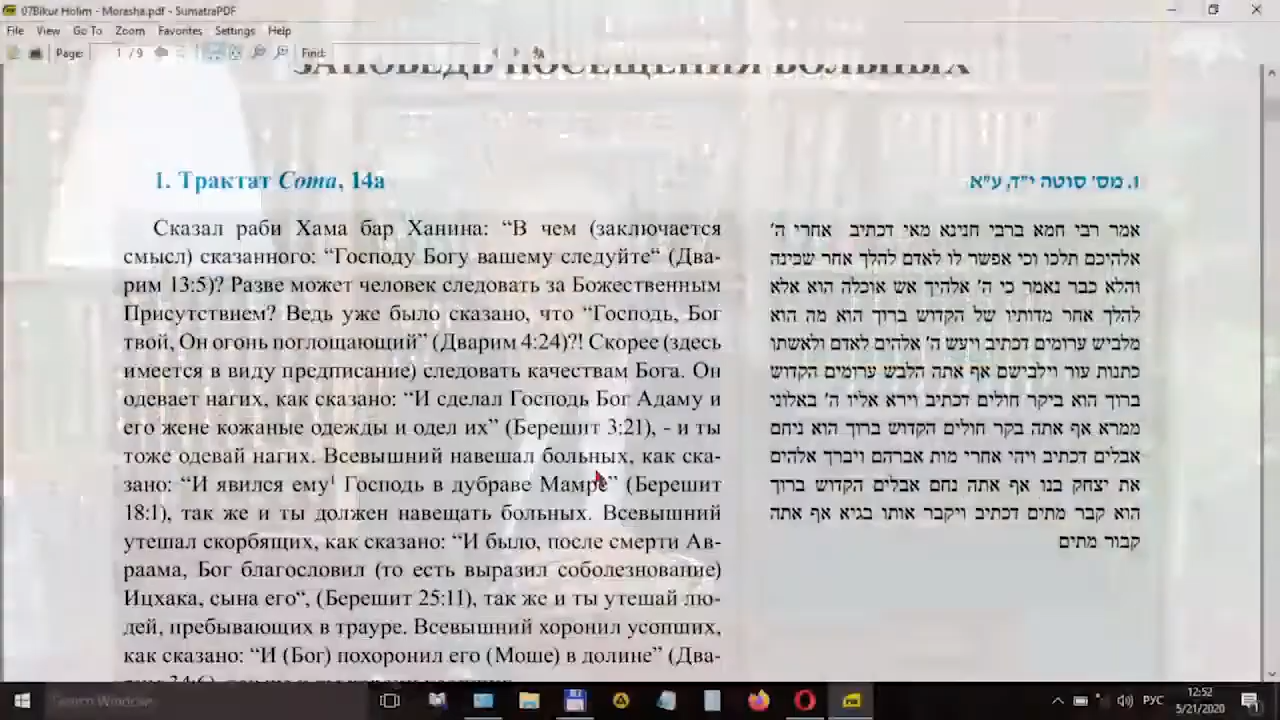 07Bikur Holim - Morasha.pdf - SumatraPDF
File View Go To Zoom Favorites Settings Help
Page: 1 / 9 Find:
ЗАПОВЕДЬ ПОСЕЩЕНИЯ БОЛЬНЫХ
1. Трактат Сота, 14а
Сказал раби Хама бар Ханина: “В чем (заключается
смысл) сказанного: “Господу Богу вашему следуйте“ (Два-
рим 13:5)? Разве может человек следовать за Божественным
Присутствием? Ведь уже было сказано, что “Господь, Бог
твой, Он огонь поглощающий” (Дварим 4:24)?! Скорее (здесь
имеется в виду предписание) следовать качествам Бога. Он
одевает нагих, как сказано: “И сделал Господь Бог Адаму и
его жене кожаные одежды и одел их” (Берешит 3:21), - и ты
тоже одевай нагих. Всевышний навещал больных, как ска-
зано: “И явился ему¹ Господь в дубраве Мамре” (Берешит
18:1), так же и ты должен навещать больных. Всевышний
утешал скорбящих, как сказано: “И было, после смерти Ав-
раама, Бог благословил (то есть выразил соболезнование)
Ицхака, сына его“, (Берешит 25:11), так же и ты утешай лю-
дей, пребывающих в трауре. Всевышний хоронил усопших,
как сказано: “И (Бог) похоронил его (Моше) в долине” (Два-
1. מס' סוטה י"ד, ע"א
אמר רבי חמא ברבי חנינא מאי דכתיב אחרי ה'
אלהיכם תלכו וכי אפשר לו לאדם להלך אחר שכינה
והלא כבר נאמר כי ה' אלהיך אש אוכלה הוא אלא
להלך אחר מדותיו של הקדוש ברוך הוא מה הוא
מלביש ערומים דכתיב ויעש ה' אלהים לאדם ולאשתו
כתנות עור וילבישם אף אתה הלבש ערומים הקדוש
ברוך הוא ביקר חולים דכתיב וירא אליו ה' באלוני
ממרא אף אתה בקר חולים הקדוש ברוך הוא ניחם
אבלים דכתיב ויהי אחרי מות אברהם ויברך אלהים
את יצחק בנו אף אתה נחם אבלים הקדוש ברוך
הוא קבר מתים דכתיב ויקבר אותו בגיא אף אתה
קבור מתים
Search Windows
РУС
12:52
5/21/2020